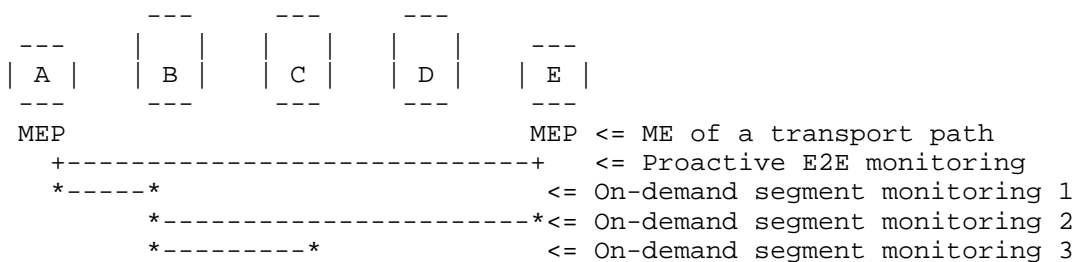 ---       ---       ---
 ---     |   |     |   |     |   |     ---
| A |    | B |     | C |     | D |    | E |
 ---      ---       ---       ---      ---
 MEP                                   MEP <= ME of a transport path
   +-----------------------------+   <= Proactive E2E monitoring
   *-----*                         <= On-demand segment monitoring 1
         *-----------------------*<= On-demand segment monitoring 2
         *---------*               <= On-demand segment monitoring 3